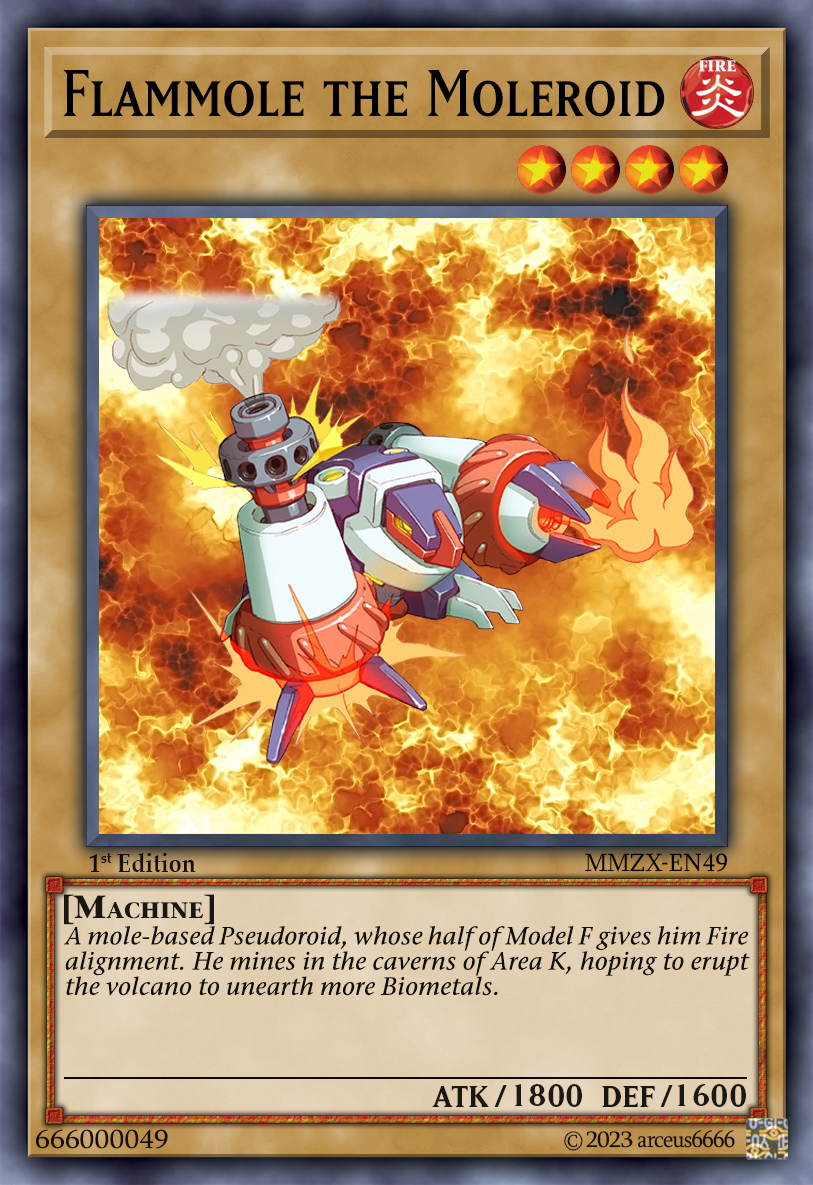 Flammole the Moleroid
FIRE
炎
1st Edition
MMZX-EN49
[Machine]
A mole-based Pseudoroid, whose half of Model F gives him Fire
alignment. He mines in the caverns of Area K, hoping to erupt
the volcano to unearth more Biometals.
ATK / 1800 DEF / 1600
666000049
© 2023 arceus6666